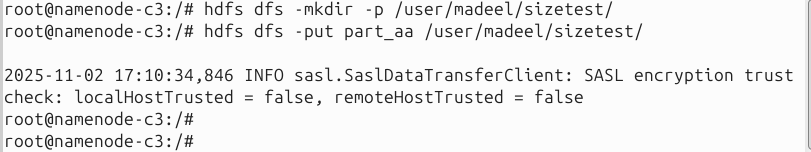 root@namenode-c3:/# hdfs dfs -mkdir -p /user/madeel/sizetest/
root@namenode-c3:/# hdfs dfs -put part_aa /user/madeel/sizetest/
2025-11-02 17:10:34,846 INFO sasl.SaslDataTransferClient: SASL encryption trust
check: localHostTrusted = false, remoteHostTrusted = false
root@namenode-c3:/#
root@namenode-c3:/#